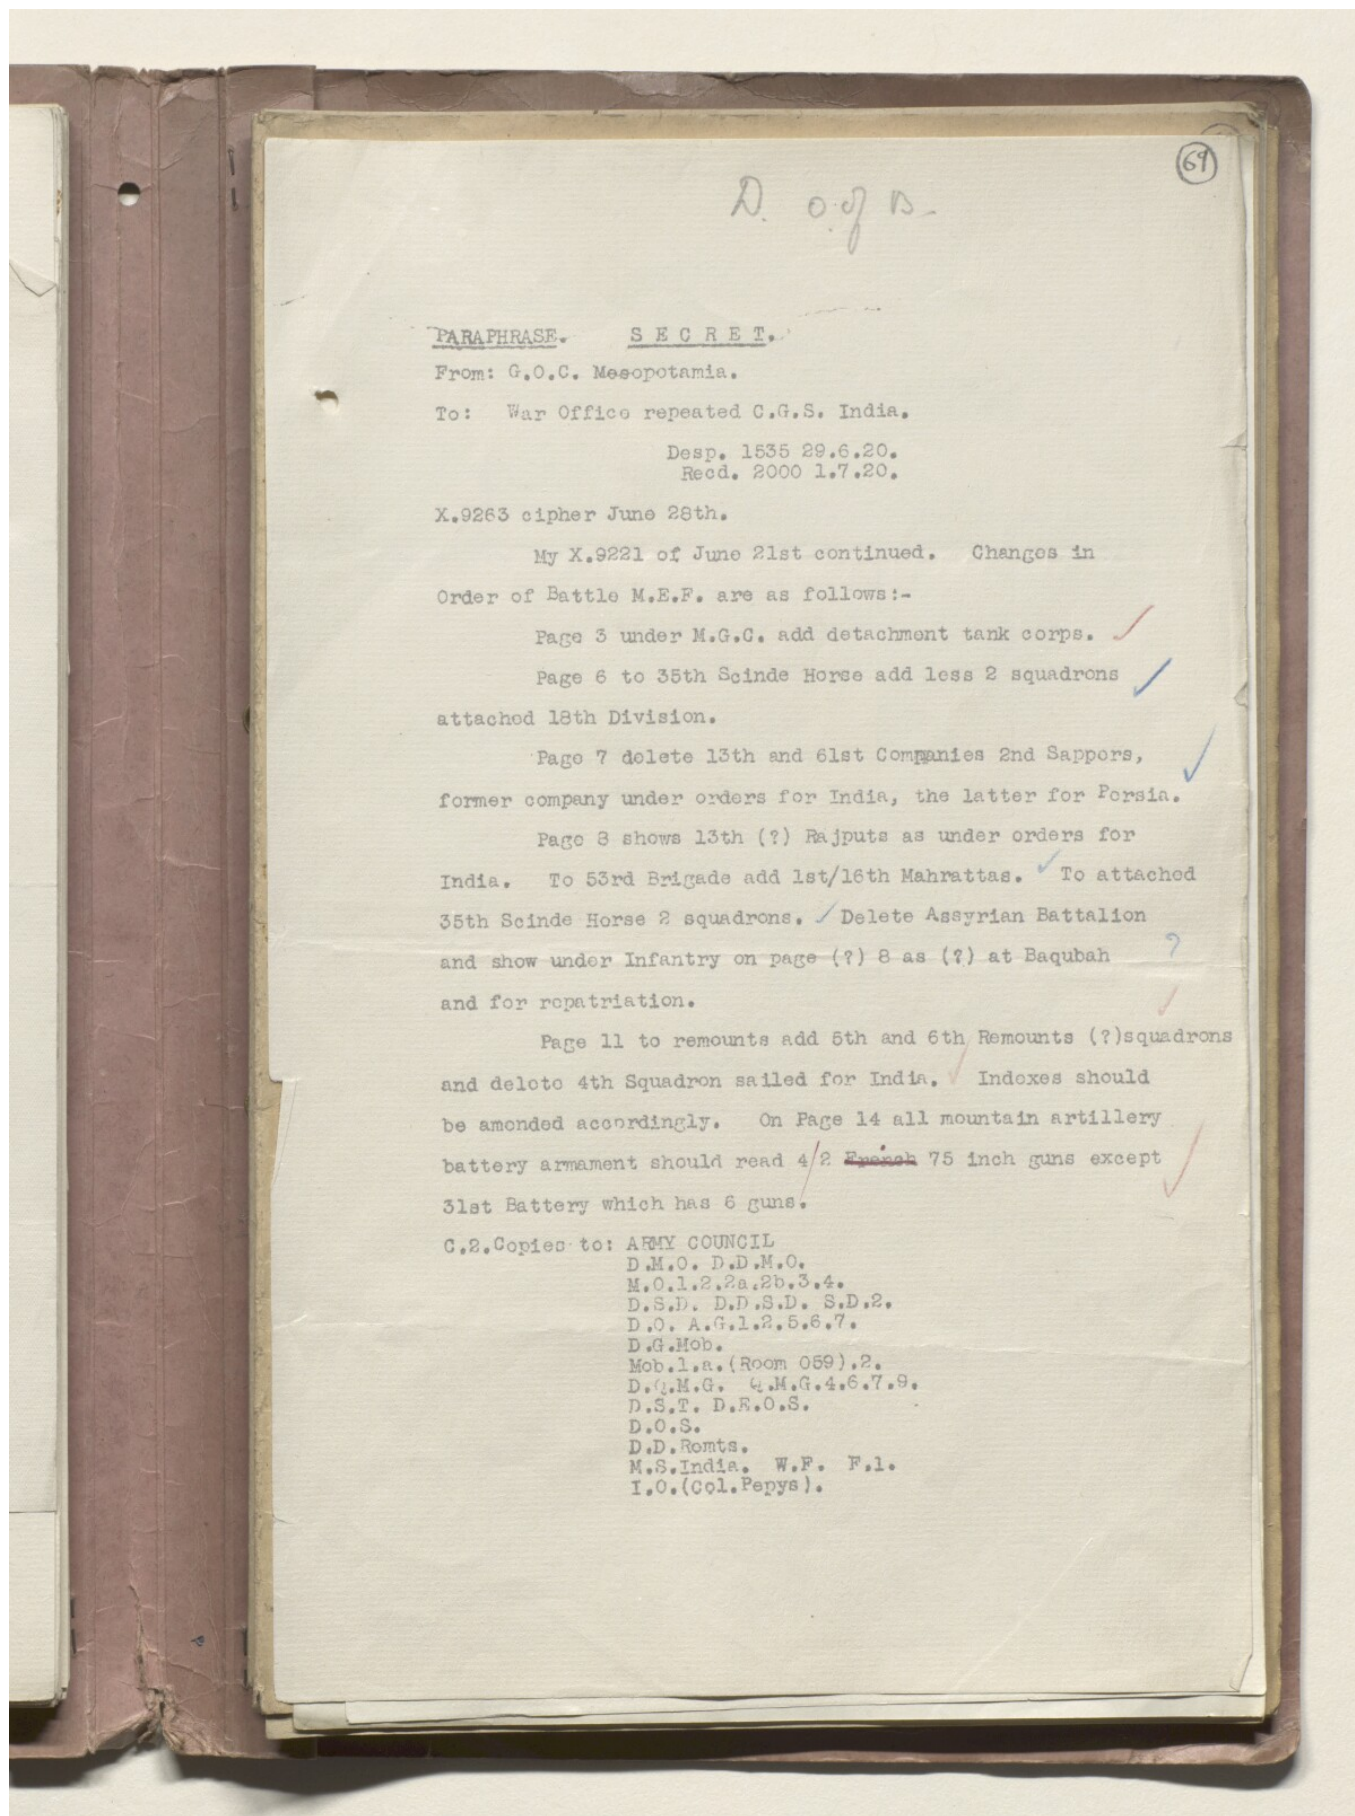 69
D. O. of B.
PARAPHRASE. S E C R E T.
From: G.O.C. Mesopotamia.
To: War Office repeated C.G.S. India.
Desp. 1535 29.6.20.
Recd. 2000 1.7.20.
X.9263 cipher June 28th.
My X.9221 of June 21st continued. Changes in
Order of Battle M.E.F. are as follows:-
Page 3 under M.G.C. add detachment tank corps.
Page 6 to 35th Scinde Horse add less 2 squadrons
attached 18th Division.
Page 7 delete 13th and 61st Companies 2nd Sappers,
former company under orders for India, the latter for Persia.
Page 8 shows 13th (?) Rajputs as under orders for
India. To 53rd Brigade add 1st/16th Mahrattas. To attached
35th Scinde Horse 2 squadrons. Delete Assyrian Battalion
and show under Infantry on page (?) 8 as (?) at Baqubah ?
and for repatriation.
Page 11 to remounts add 5th and 6th Remounts (?)squadrons
and delete 4th Squadron sailed for India. Indexes should
be amended accordingly. On Page 14 all mountain artillery
battery armament should read 4/2 French 75 inch guns except
31st Battery which has 6 guns.
C.2.Copies to: ARMY COUNCIL
D.M.O. D.D.M.O.
M.O.1.2.2a.2b.3.4.
D.S.D. D.D.S.D. S.D.2.
D.O. A.G.1.2.5.6.7.
D.G.Mob.
Mob.1.a.(Room 059).2.
D.Q.M.G. Q.M.G.4.6.7.9.
D.S.T. D.E.O.S.
D.O.S.
D.D.Romts.
M.S.India. W.F. F.1.
I.O.(Col.Pepys).